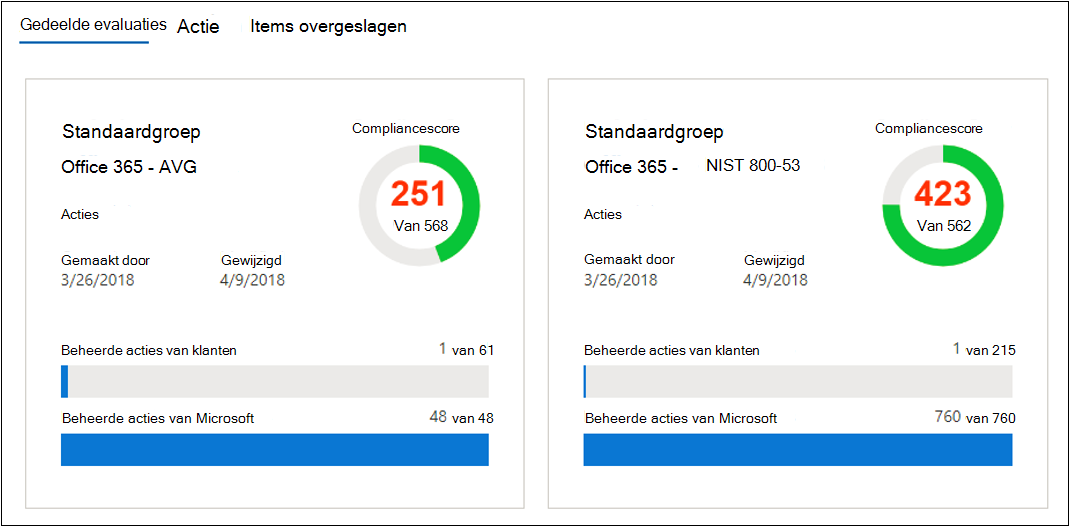 Gedeelde evaluaties Actie Items overgeslagen
Standaardgroep
Office 365 - AVG
Compliancescore
251
Van 568
Acties
Gemaakt door Gewijzigd
3/26/2018 4/9/2018
Beheerde acties van klanten 1 van 61
Beheerde acties van Microsoft 48 van 48
Standaardgroep
Office 365 - NIST 800-53
Compliancescore
423
Van 562
Acties
Gemaakt door Gewijzigd
3/26/2018 4/9/2018
Beheerde acties van klanten 1 van 215
Beheerde acties van Microsoft 760 van 760